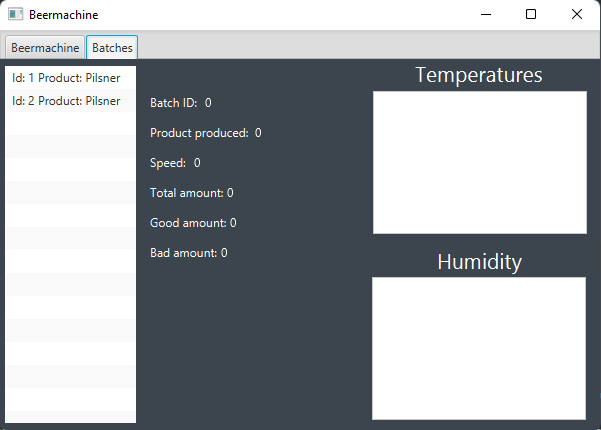 Beermachine
Beermachine Batches
Id: 1 Product: Pilsner
Id: 2 Product: Pilsner
Batch ID: 0
Product produced: 0
Speed: 0
Total amount: 0
Good amount: 0
Bad amount: 0
Temperatures
Humidity